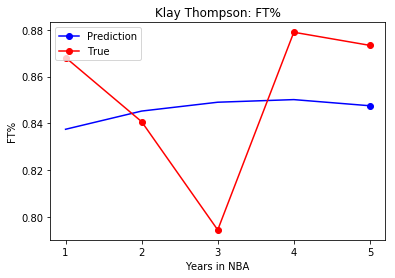 Klay Thompson: FT%
Prediction
True
0.88
0.86
0.84
0.82
0.80
FT%
1 2 3 4 5
Years in NBA